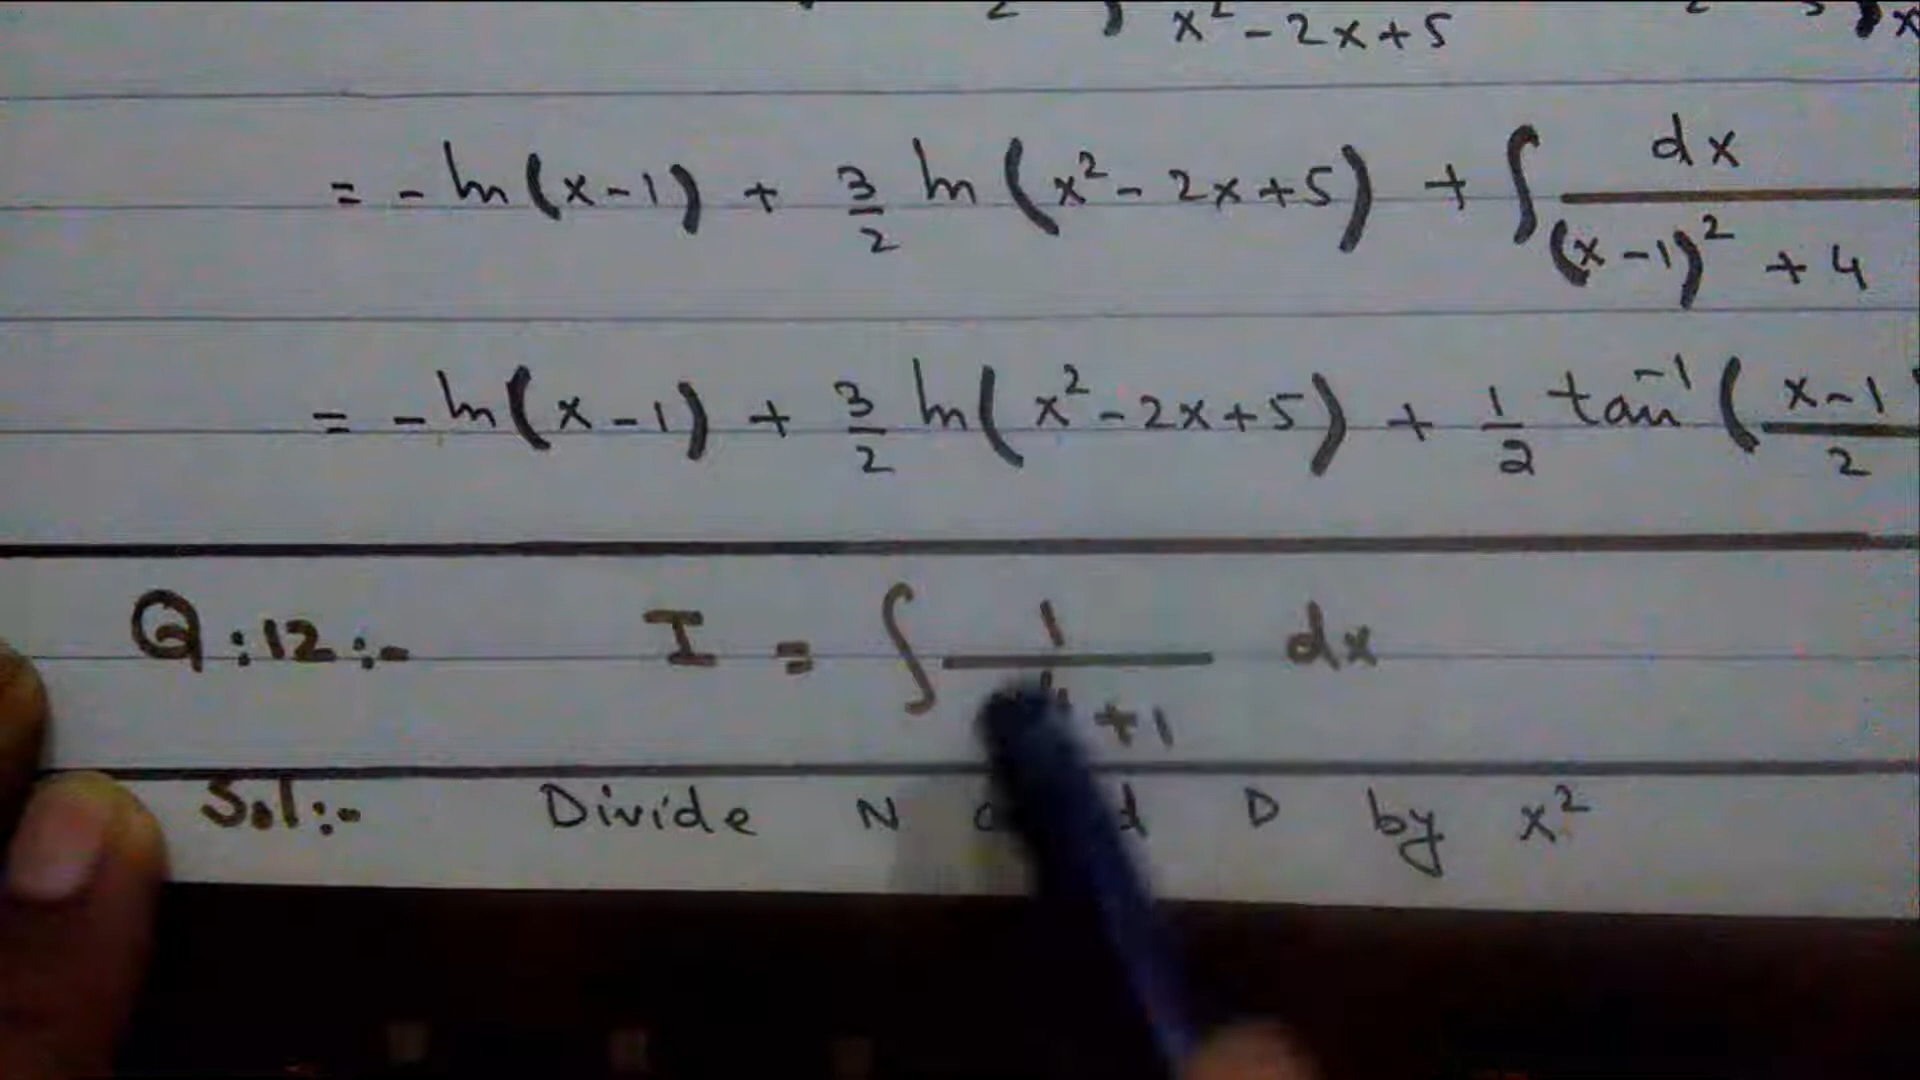 x² - 2x + 5
= - ln(x-1) + 3/2 ln(x² - 2x + 5) + ∫ dx/((x-1)² + 4
= - ln(x-1) + 3/2 ln(x² - 2x + 5) + 1/2 tan⁻¹(x-1/2
Q:12:- I = ∫ 1/ +1 dx
Sol:- Divide N D by x²